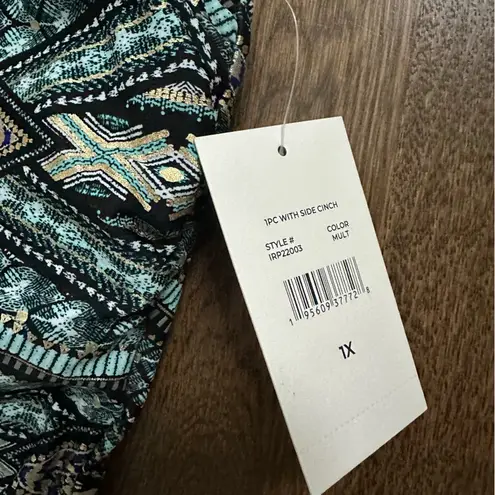 1PC WITH SIDE CINCH
STYLE # COLOR
IRP22003 MULT
1 95609 37772 8
1X